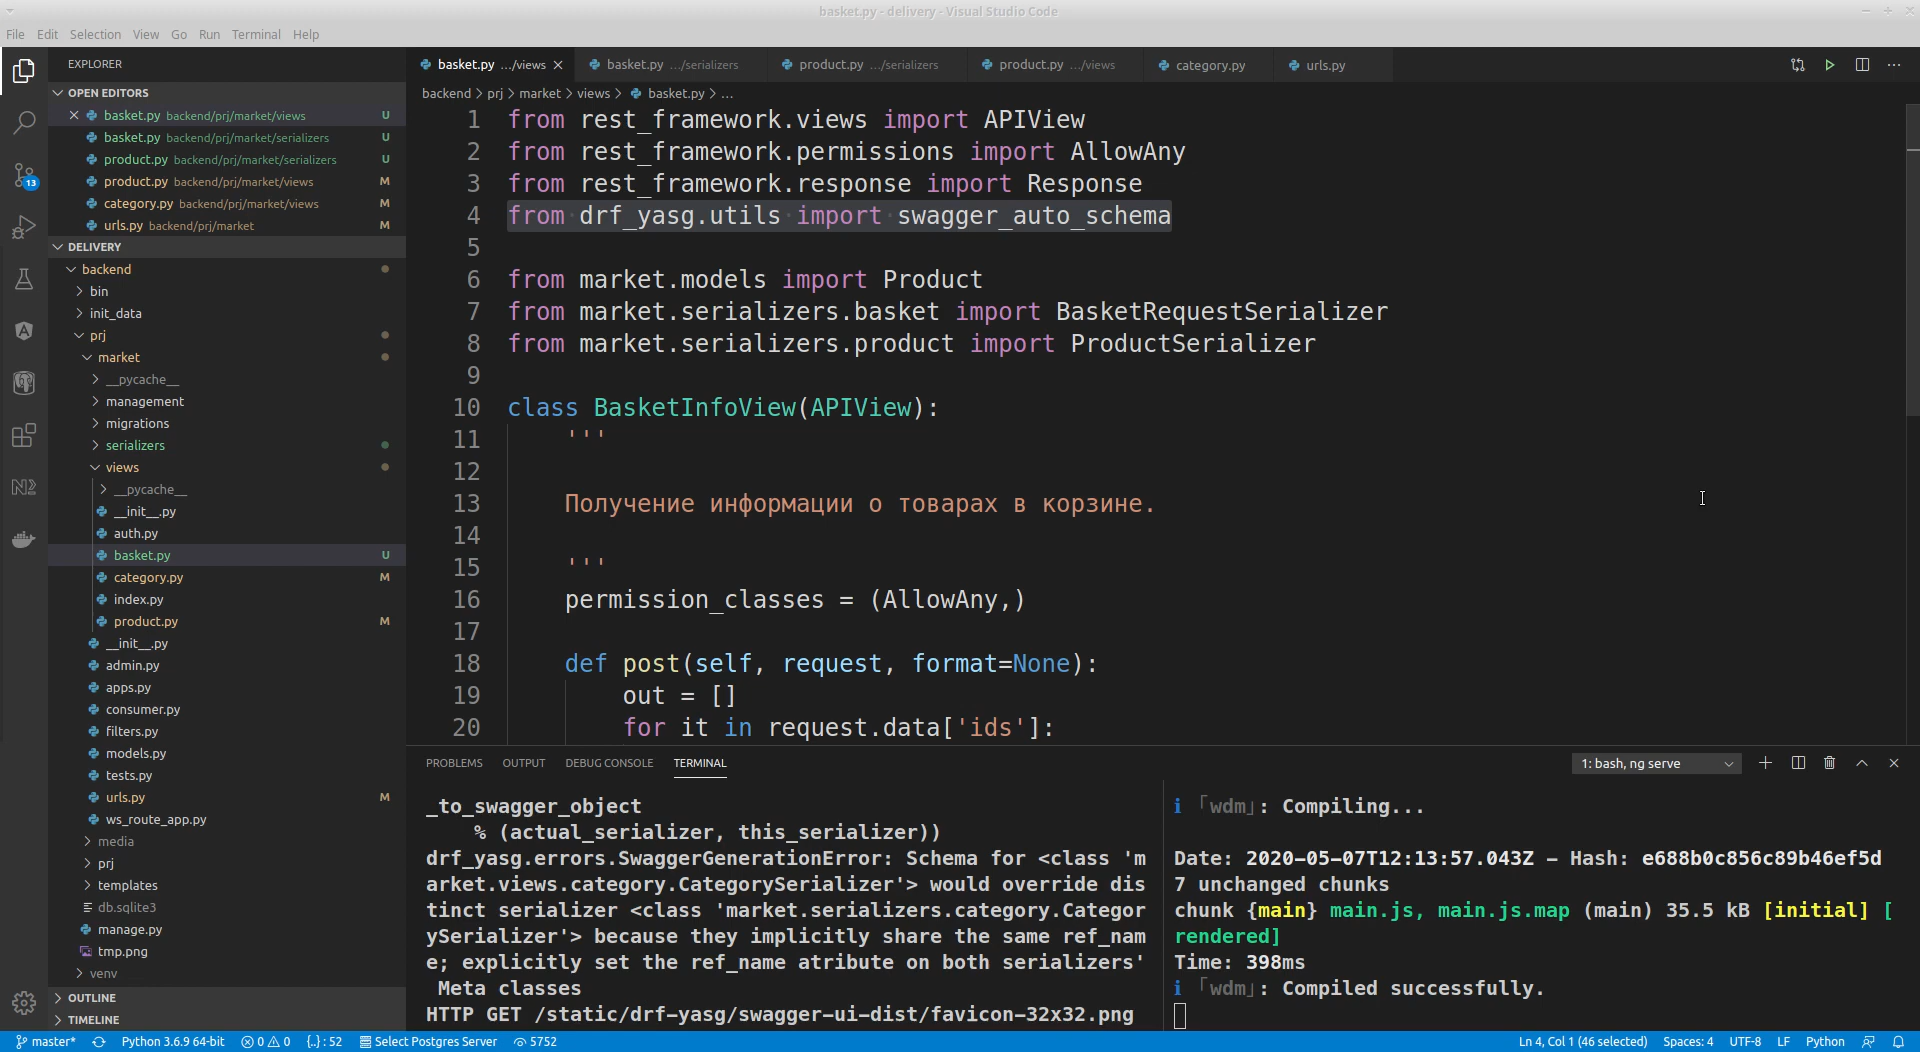 basket.py - delivery - Visual Studio Code
File Edit Selection View Go Run Terminal Help
EXPLORER
OPEN EDITORS
basket.py backend/prj/market/views U
basket.py backend/prj/market/serializers U
product.py backend/prj/market/serializers U
product.py backend/prj/market/views M
category.py backend/prj/market/views M
urls.py backend/prj/market M
DELIVERY
backend
bin
init_data
prj
market
__pycache__
management
migrations
serializers
views
__pycache__
__init__.py
auth.py
basket.py U
category.py M
index.py
product.py M
__init__.py
admin.py
apps.py
consumer.py
filters.py
models.py
tests.py
urls.py M
ws_route_app.py
media
prj
templates
db.sqlite3
manage.py
tmp.png
venv
OUTLINE
TIMELINE
13
basket.py .../views basket.py .../serializers product.py .../serializers product.py .../views category.py urls.py
backend > prj > market > views > basket.py > ...
1 from rest_framework.views import APIView
2 from rest_framework.permissions import AllowAny
3 from rest_framework.response import Response
4 from drf_yasg.utils import swagger_auto_schema
5
6 from market.models import Product
7 from market.serializers.basket import BasketRequestSerializer
8 from market.serializers.product import ProductSerializer
9
10 class BasketInfoView(APIView):
11 '''
12
13 Получение информации о товарах в корзине.
14
15 '''
16 permission_classes = (AllowAny,)
17
18 def post(self, request, format=None):
19 out = []
20 for it in request.data['ids']:
PROBLEMS OUTPUT DEBUG CONSOLE TERMINAL 1: bash, ng serve
_to_swagger_object
% (actual_serializer, this_serializer))
drf_yasg.errors.SwaggerGenerationError: Schema for <class 'm
arket.views.category.CategorySerializer'> would override dis
tinct serializer <class 'market.serializers.category.Categor
ySerializer'> because they implicitly share the same ref_nam
e; explicitly set the ref_name atribute on both serializers'
Meta classes
HTTP GET /static/drf-yasg/swagger-ui-dist/favicon-32x32.png
i ｢wdm｣: Compiling...
Date: 2020-05-07T12:13:57.043Z - Hash: e688b0c856c89b46ef5d
7 unchanged chunks
chunk {main} main.js, main.js.map (main) 35.5 kB [initial] [
rendered]
Time: 398ms
i ｢wdm｣: Compiled successfully.
master* Python 3.6.9 64-bit 0 0 {..} : 52 Select Postgres Server 5752 Ln 4, Col 1 (46 selected) Spaces: 4 UTF-8 LF Python